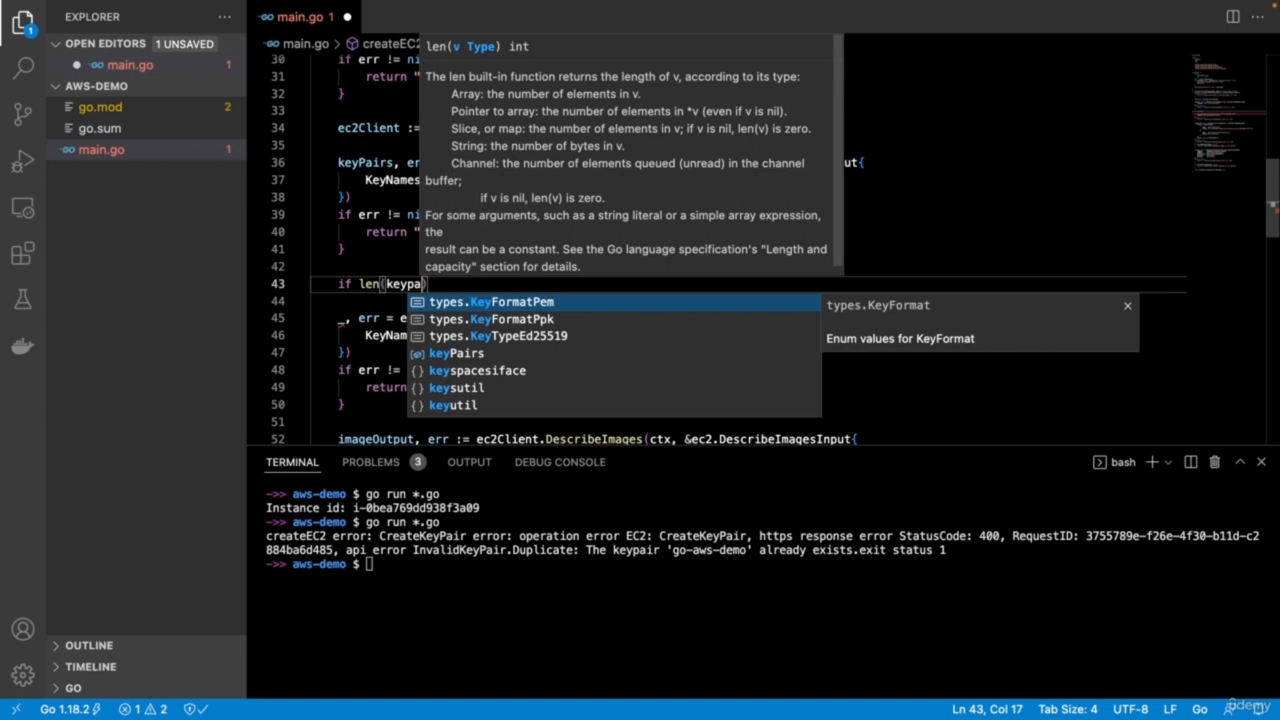 EXPLORER
main.go 1
OPEN EDITORS 1 UNSAVED
main.go 1
AWS-DEMO
go.mod 2
go.sum
main.go 1
main.go > createEC2
30 if err != ni
31 return "
32 }
33
34 ec2Client :=
35
36 keyPairs, er ut{
37 KeyNames
38 })
39 if err != ni
40 return "
41 }
42
43 if len(keypa)
44
45 _, err = e
46 KeyNam
47 })
48 if err !=
49 return
50 }
51
52 imageOutput, err := ec2Client.DescribeImages(ctx, &ec2.DescribeImagesInput{
len(v Type) int
The len built-in function returns the length of v, according to its type:
Array: the number of elements in v.
Pointer to array: the number of elements in *v (even if v is nil).
Slice, or map: the number of elements in v; if v is nil, len(v) is zero.
String: the number of bytes in v.
Channel: the number of elements queued (unread) in the channel
buffer;
if v is nil, len(v) is zero.
For some arguments, such as a string literal or a simple array expression,
the
result can be a constant. See the Go language specification's "Length and
capacity" section for details.
types.KeyFormatPem
types.KeyFormatPpk
types.KeyTypeEd25519
keyPairs
keyspacesiface
keysutil
keyutil
types.KeyFormat
Enum values for KeyFormat
TERMINAL PROBLEMS 3 OUTPUT DEBUG CONSOLE bash
->> aws-demo $ go run *.go
Instance id: i-0bea769dd938f3a09
->> aws-demo $ go run *.go
createEC2 error: CreateKeyPair error: operation error EC2: CreateKeyPair, https response error StatusCode: 400, RequestID: 3755789e-f26e-4f30-b11d-c2
884ba6d485, api error InvalidKeyPair.Duplicate: The keypair 'go-aws-demo' already exists.exit status 1
->> aws-demo $
OUTLINE
TIMELINE
GO
Go 1.18.2 1 2 Ln 43, Col 17 Tab Size: 4 UTF-8 LF Go
udemy